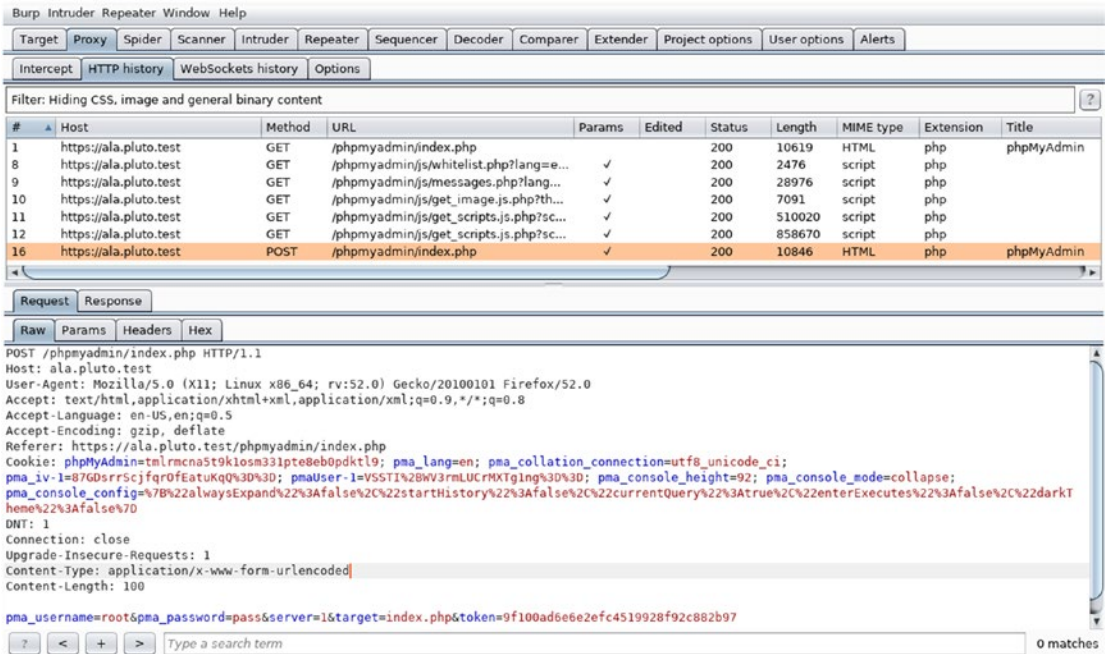 Burp Intruder Repeater Window Help
Target Proxy Spider Scanner Intruder Repeater Sequencer Decoder Comparer Extender Project options User options Alerts
Intercept HTTP history WebSockets history Options
Filter: Hiding CSS, image and general binary content ?
# Host Method URL Params Edited Status Length MIME type Extension Title
1 https://ala.pluto.test GET /phpmyadmin/index.php 200 10619 HTML php phpMyAdmin
8 https://ala.pluto.test GET /phpmyadmin/js/whitelist.php?lang=e... ✓ 200 2476 script php
9 https://ala.pluto.test GET /phpmyadmin/js/messages.php?lang... ✓ 200 28976 script php
10 https://ala.pluto.test GET /phpmyadmin/js/get_image.js.php?th... ✓ 200 7091 script php
11 https://ala.pluto.test GET /phpmyadmin/js/get_scripts.js.php?sc... ✓ 200 510020 script php
12 https://ala.pluto.test GET /phpmyadmin/js/get_scripts.js.php?sc... ✓ 200 858670 script php
16 https://ala.pluto.test POST /phpmyadmin/index.php ✓ 200 10846 HTML php phpMyAdmin
Request Response
Raw Params Headers Hex
POST /phpmyadmin/index.php HTTP/1.1
Host: ala.pluto.test
User-Agent: Mozilla/5.0 (X11; Linux x86_64; rv:52.0) Gecko/20100101 Firefox/52.0
Accept: text/html,application/xhtml+xml,application/xml;q=0.9,*/*;q=0.8
Accept-Language: en-US,en;q=0.5
Accept-Encoding: gzip, deflate
Referer: https://ala.pluto.test/phpmyadmin/index.php
Cookie: phpMyAdmin=tmlrmcna5t9k1osm331pte8eb0pdktl9; pma_lang=en; pma_collation_connection=utf8_unicode_ci;
pma_iv-1=87GDsrrScjfqrOfEatuKqQ%3D%3D; pmaUser-1=VSSTI%2BWV3rmLUCrMXTg1ng%3D%3D; pma_console_height=92; pma_console_mode=collapse;
pma_console_config=%7B%22alwaysExpand%22%3Afalse%2C%22startHistory%22%3Afalse%2C%22currentQuery%22%3Atrue%2C%22enterExecutes%22%3Afalse%2C%22darkT
heme%22%3Afalse%7D
DNT: 1
Connection: close
Upgrade-Insecure-Requests: 1
Content-Type: application/x-www-form-urlencoded
Content-Length: 100
pma_username=root&pma_password=pass&server=1&target=index.php&token=9f100ad6e6e2efc4519928f92c882b97
? < + > Type a search term 0 matches